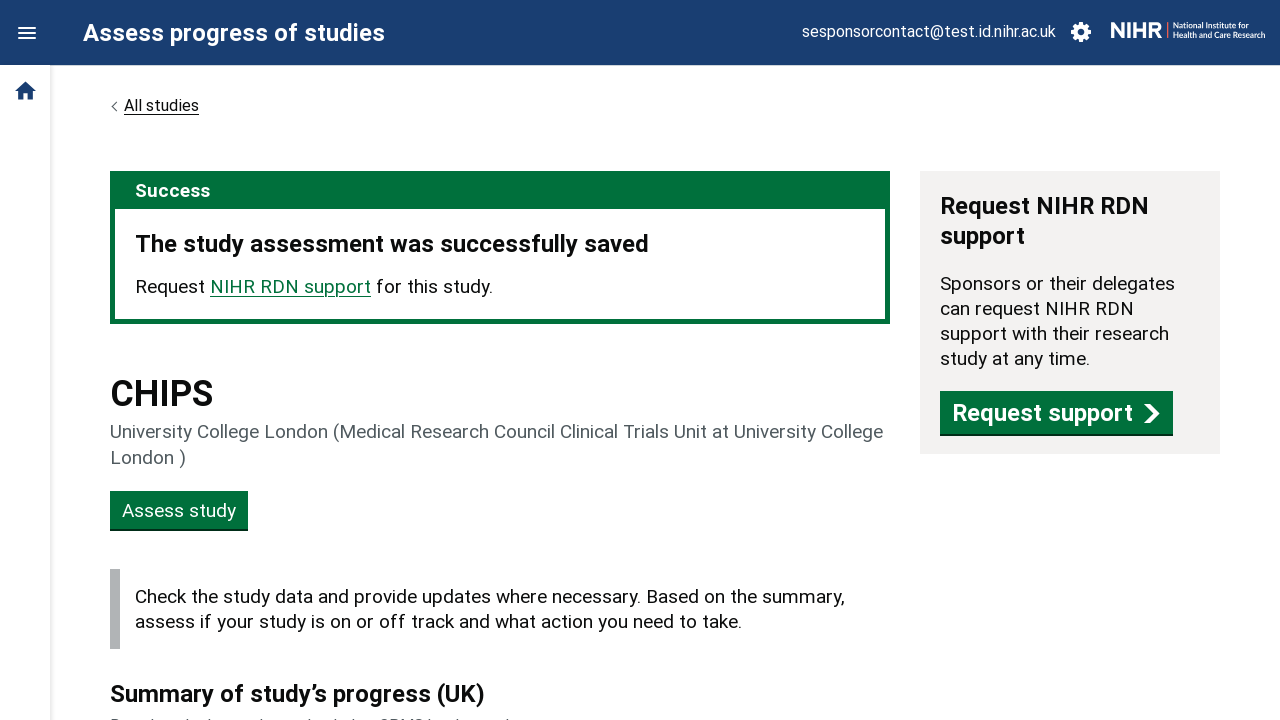 Assess progress of studies
sesponsorcontact@test.id.nihr.ac.uk
NIHR | National Institute for
Health and Care Research
All studies
Success
The study assessment was successfully saved
Request NIHR RDN support for this study.
Request NIHR RDN
support
Sponsors or their delegates
can request NIHR RDN
support with their research
study at any time.
Request support
CHIPS
University College London (Medical Research Council Clinical Trials Unit at University College
London )
Assess study
Check the study data and provide updates where necessary. Based on the summary,
assess if your study is on or off track and what action you need to take.
Summary of study’s progress (UK)